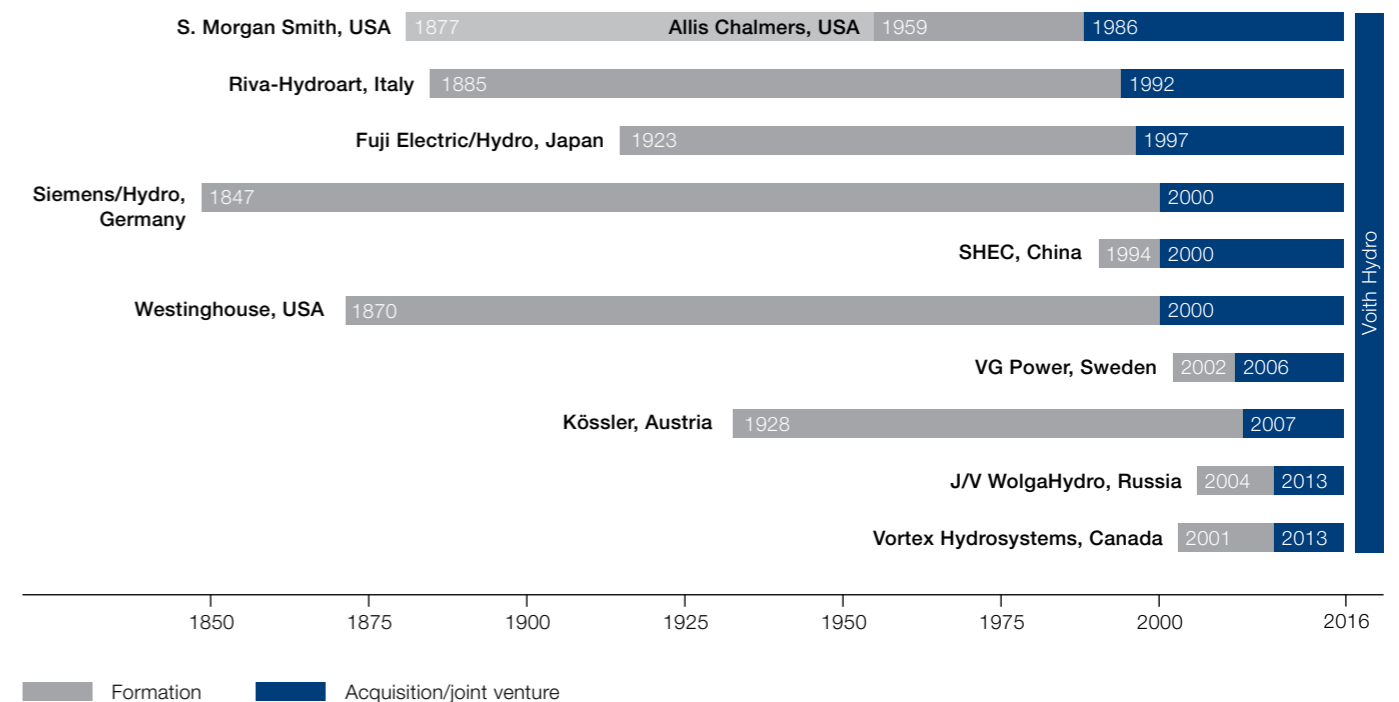 S. Morgan Smith, USA 1877 Allis Chalmers, USA 1959 1986
Riva-Hydroart, Italy 1885 1992
Fuji Electric/Hydro, Japan 1923 1997
Siemens/Hydro, 1847 2000
Germany
SHEC, China 1994 2000
Westinghouse, USA 1870 2000
VG Power, Sweden 2002 2006
Kössler, Austria 1928 2007
J/V WolgaHydro, Russia 2004 2013
Vortex Hydrosystems, Canada 2001 2013
Voith Hydro
1850 1875 1900 1925 1950 1975 2000 2016
Formation Acquisition/joint venture